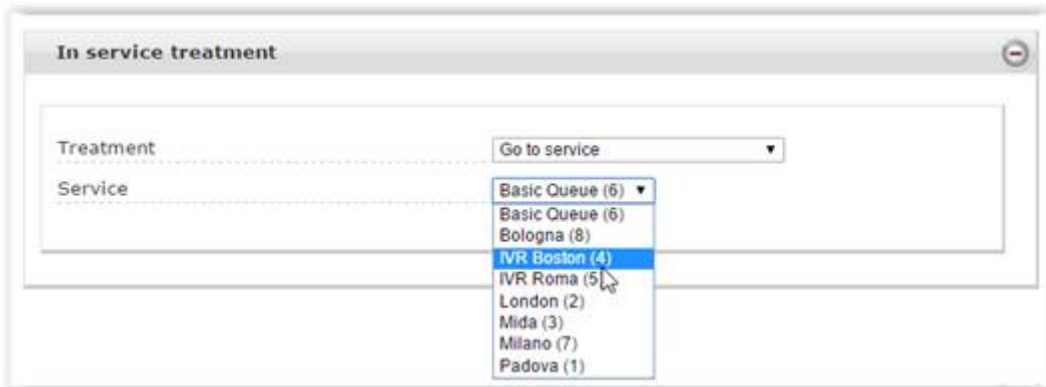 In service treatment
Treatment
Go to service
Service
Basic Queue (6)
Basic Queue (6)
Bologna (8)
IVR Boston (4)
IVR Roma (5)
London (2)
Mida (3)
Milano (7)
Padova (1)